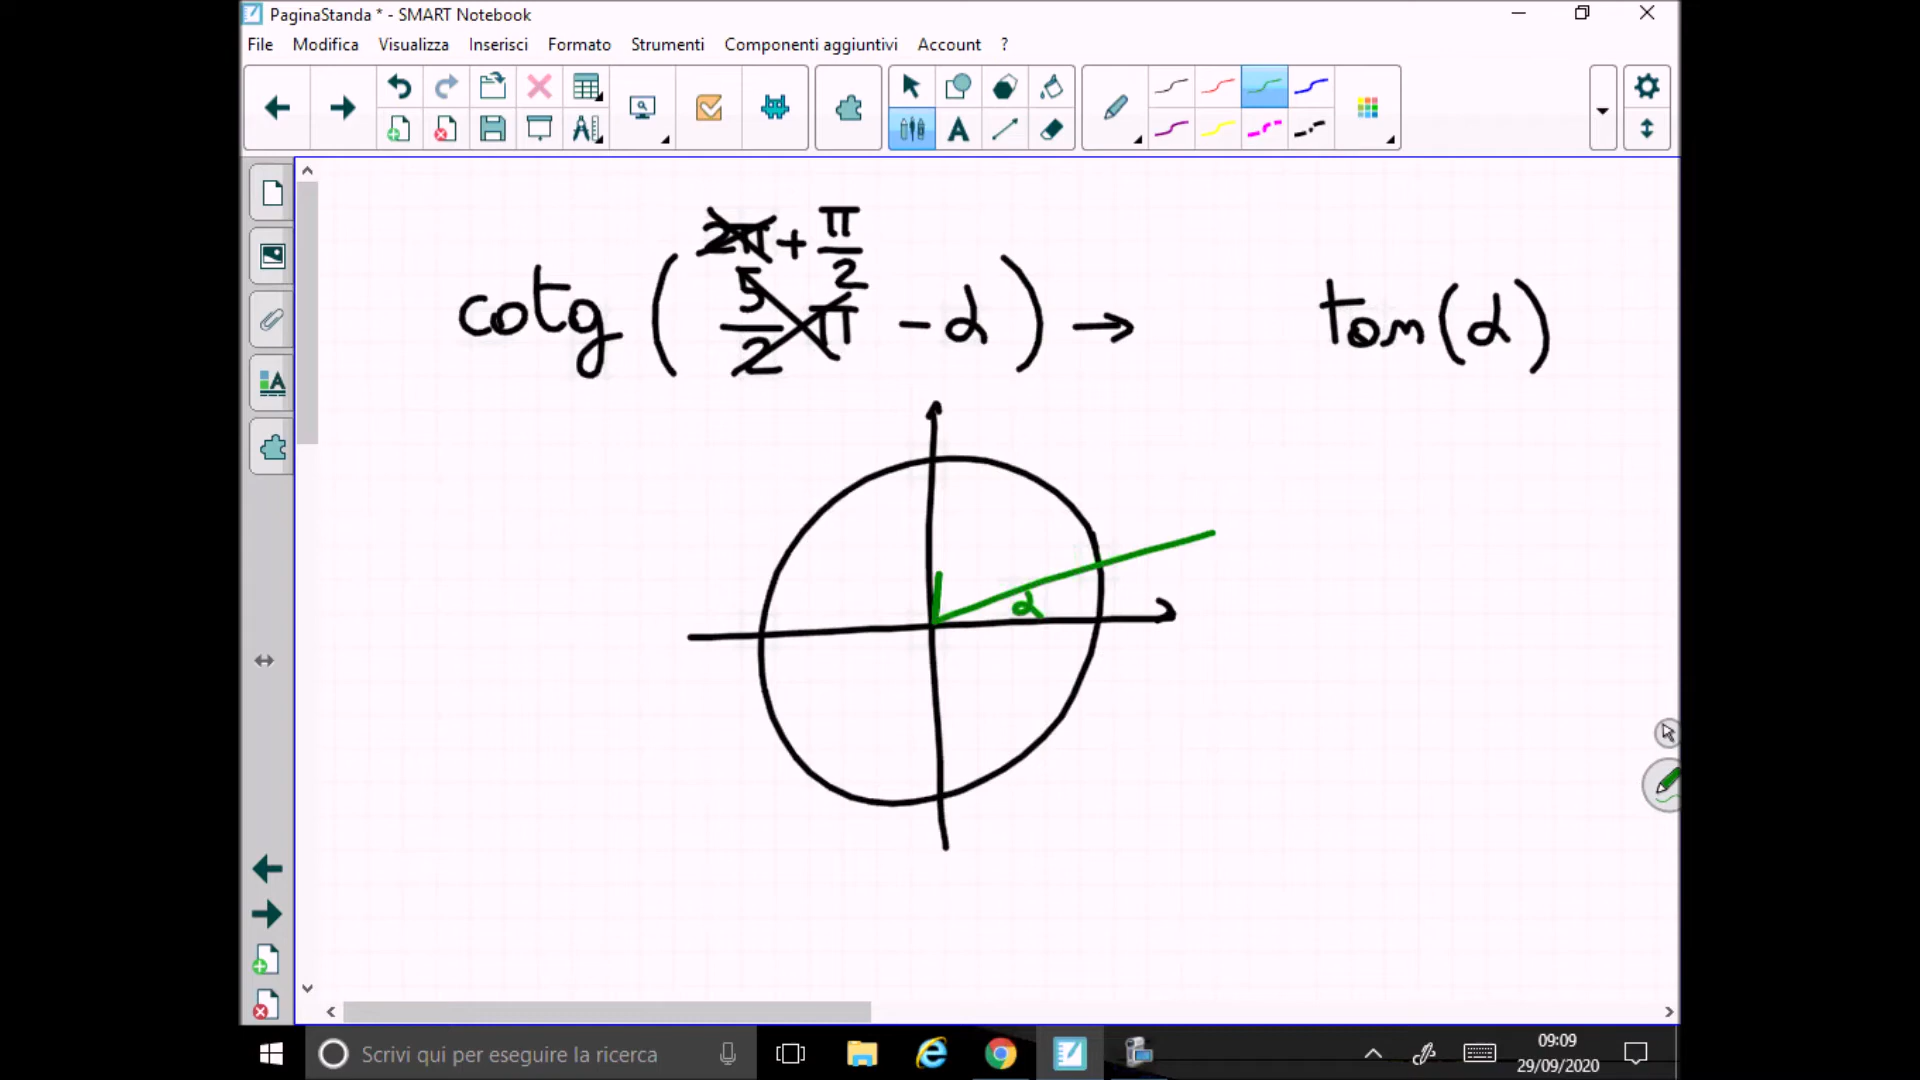 PaginaStanda * - SMART Notebook
File Modifica Visualizza Inserisci Formato Strumenti Componenti aggiuntivi Account ?
2π + π/2
cotg ( 5/2 π - α ) → tan(α)
α
Scrivi qui per eseguire la ricerca
09:09
29/09/2020